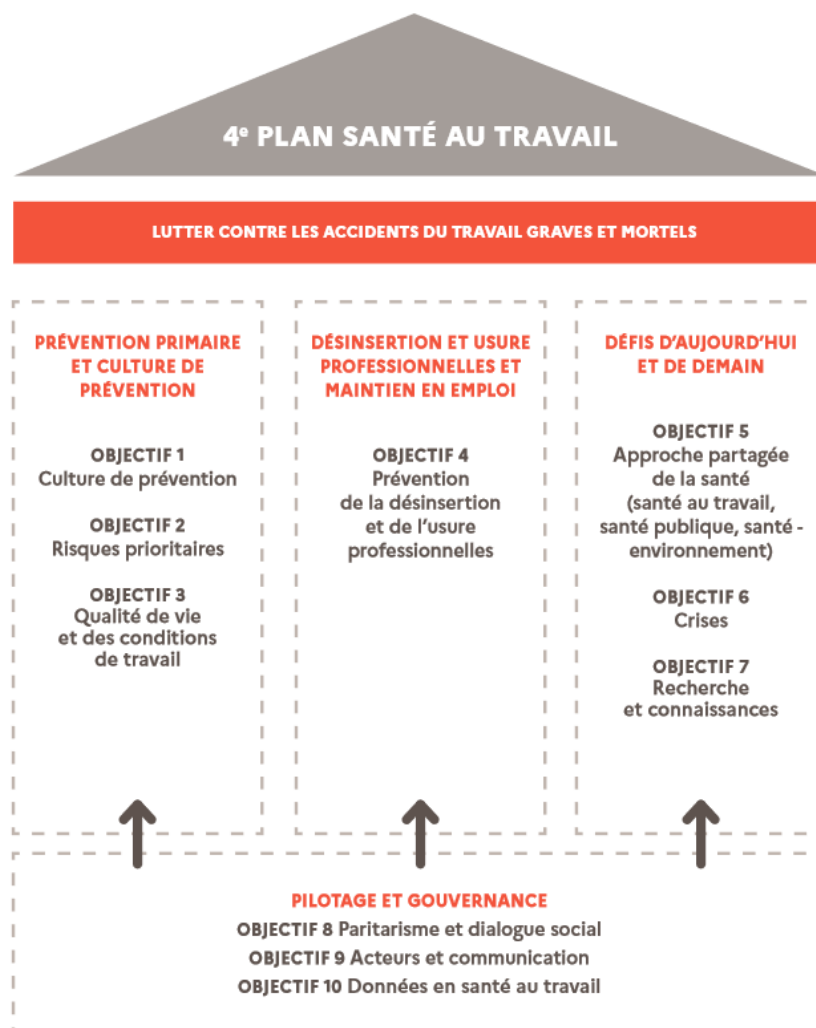 4e PLAN SANTÉ AU TRAVAIL
LUTTER CONTRE LES ACCIDENTS DU TRAVAIL GRAVES ET MORTELS
PRÉVENTION PRIMAIRE
ET CULTURE DE
PRÉVENTION
OBJECTIF 1
Culture de prévention
OBJECTIF 2
Risques prioritaires
OBJECTIF 3
Qualité de vie
et des conditions
de travail
DÉSINSERTION ET USURE
PROFESSIONNELLES ET
MAINTIEN EN EMPLOI
OBJECTIF 4
Prévention
de la désinsertion
et de l'usure
professionnelles
DÉFIS D'AUJOURD'HUI
ET DE DEMAIN
OBJECTIF 5
Approche partagée
de la santé
(santé au travail,
santé publique, santé -
environnement)
OBJECTIF 6
Crises
OBJECTIF 7
Recherche
et connaissances
PILOTAGE ET GOUVERNANCE
OBJECTIF 8 Paritarisme et dialogue social
OBJECTIF 9 Acteurs et communication
OBJECTIF 10 Données en santé au travail